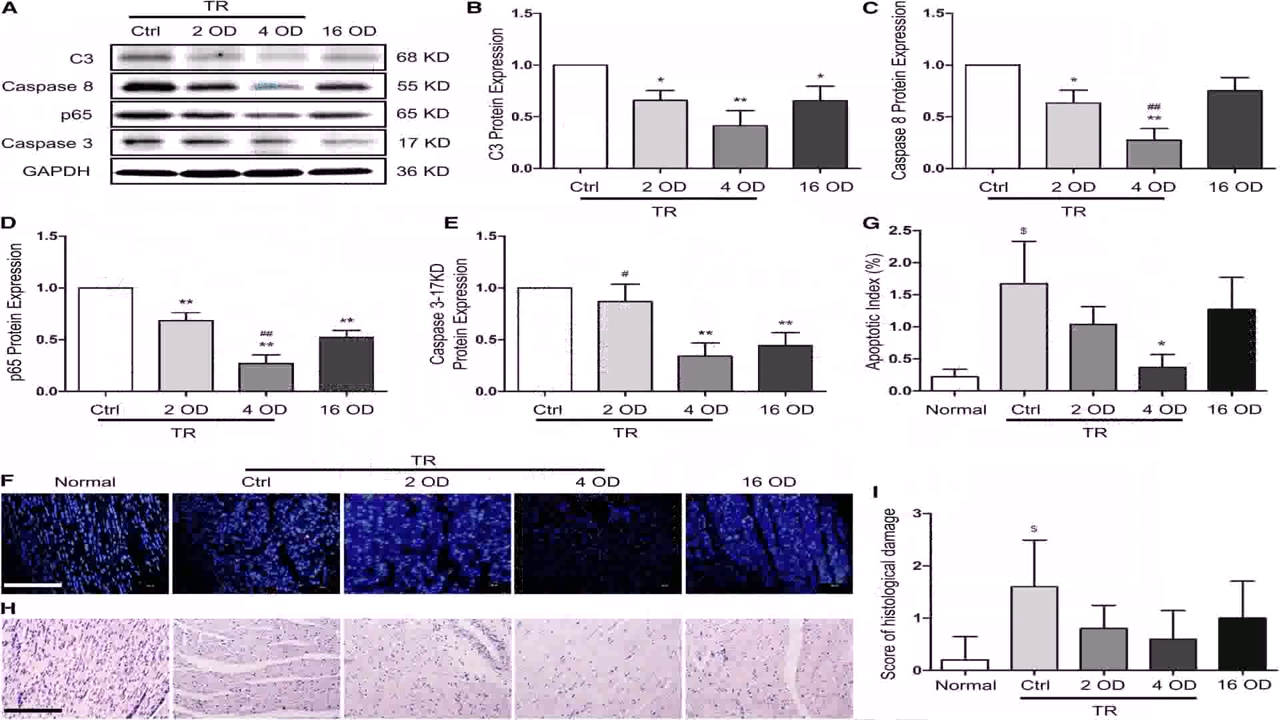 A
TR
Ctrl 2 OD 4 OD 16 OD
C3 68 KD
Caspase 8 55 KD
p65 65 KD
Caspase 3 17 KD
GAPDH 36 KD
B
C3 Protein Expression
1.5
1.0
0.5
0.0
*
**
*
Ctrl 2 OD 4 OD 16 OD
TR
C
Caspase 8 Protein Expression
1.5
1.0
0.5
0.0
*
##
**
Ctrl 2 OD 4 OD 16 OD
TR
D
p65 Protein Expression
1.5
1.0
0.5
0.0
**
##
**
**
Ctrl 2 OD 4 OD 16 OD
TR
E
Caspase 3-17KD
Protein Expression
1.5
1.0
0.5
0.0
#
**
**
Ctrl 2 OD 4 OD 16 OD
TR
G
Apoptotic Index (%)
2.5
2.0
1.5
1.0
0.5
0.0
$
*
Normal Ctrl 2 OD 4 OD 16 OD
TR
TR
F Normal Ctrl 2 OD 4 OD 16 OD
H
I
Score of histological damage
3
2
1
0
$
Normal Ctrl 2 OD 4 OD 16 OD
TR